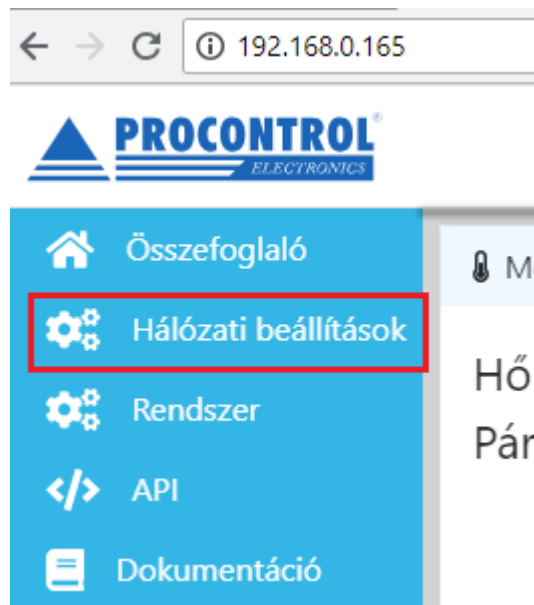 192.168.0.165
PROCONTROL®
ELECTRONICS
Összefoglaló
Hálózati beállítások
Rendszer
</> API
Dokumentáció
M
Hő
Pár